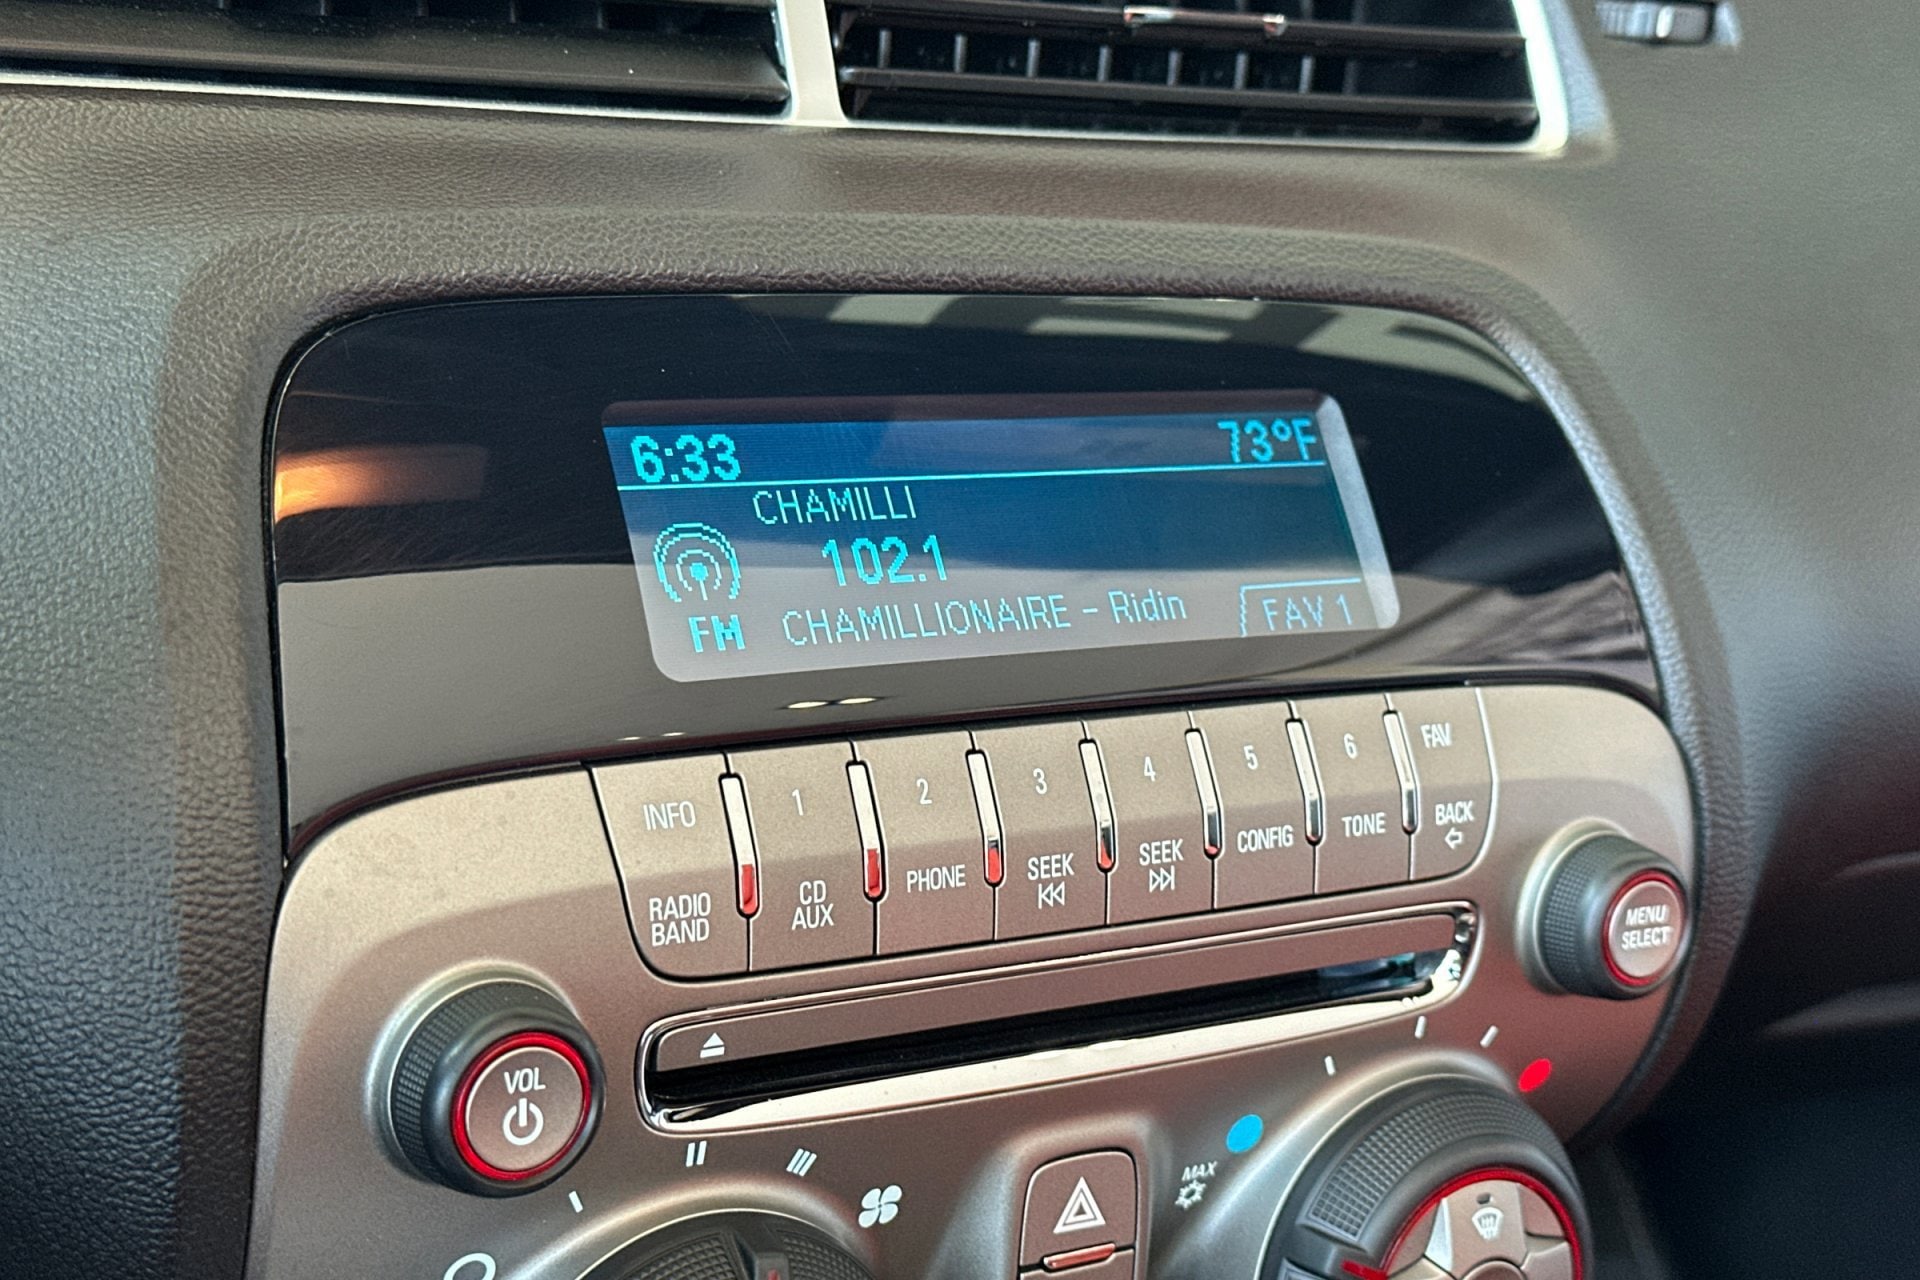 6:33 73°F
CHAMILLI
102.1
FM CHAMILLIONAIRE - Ridin FAV 1
INFO 1 2 3 4 5 6 FAV
RADIO BAND CD AUX PHONE SEEK SEEK CONFIG TONE BACK
MENU SELECT
VOL
MAX